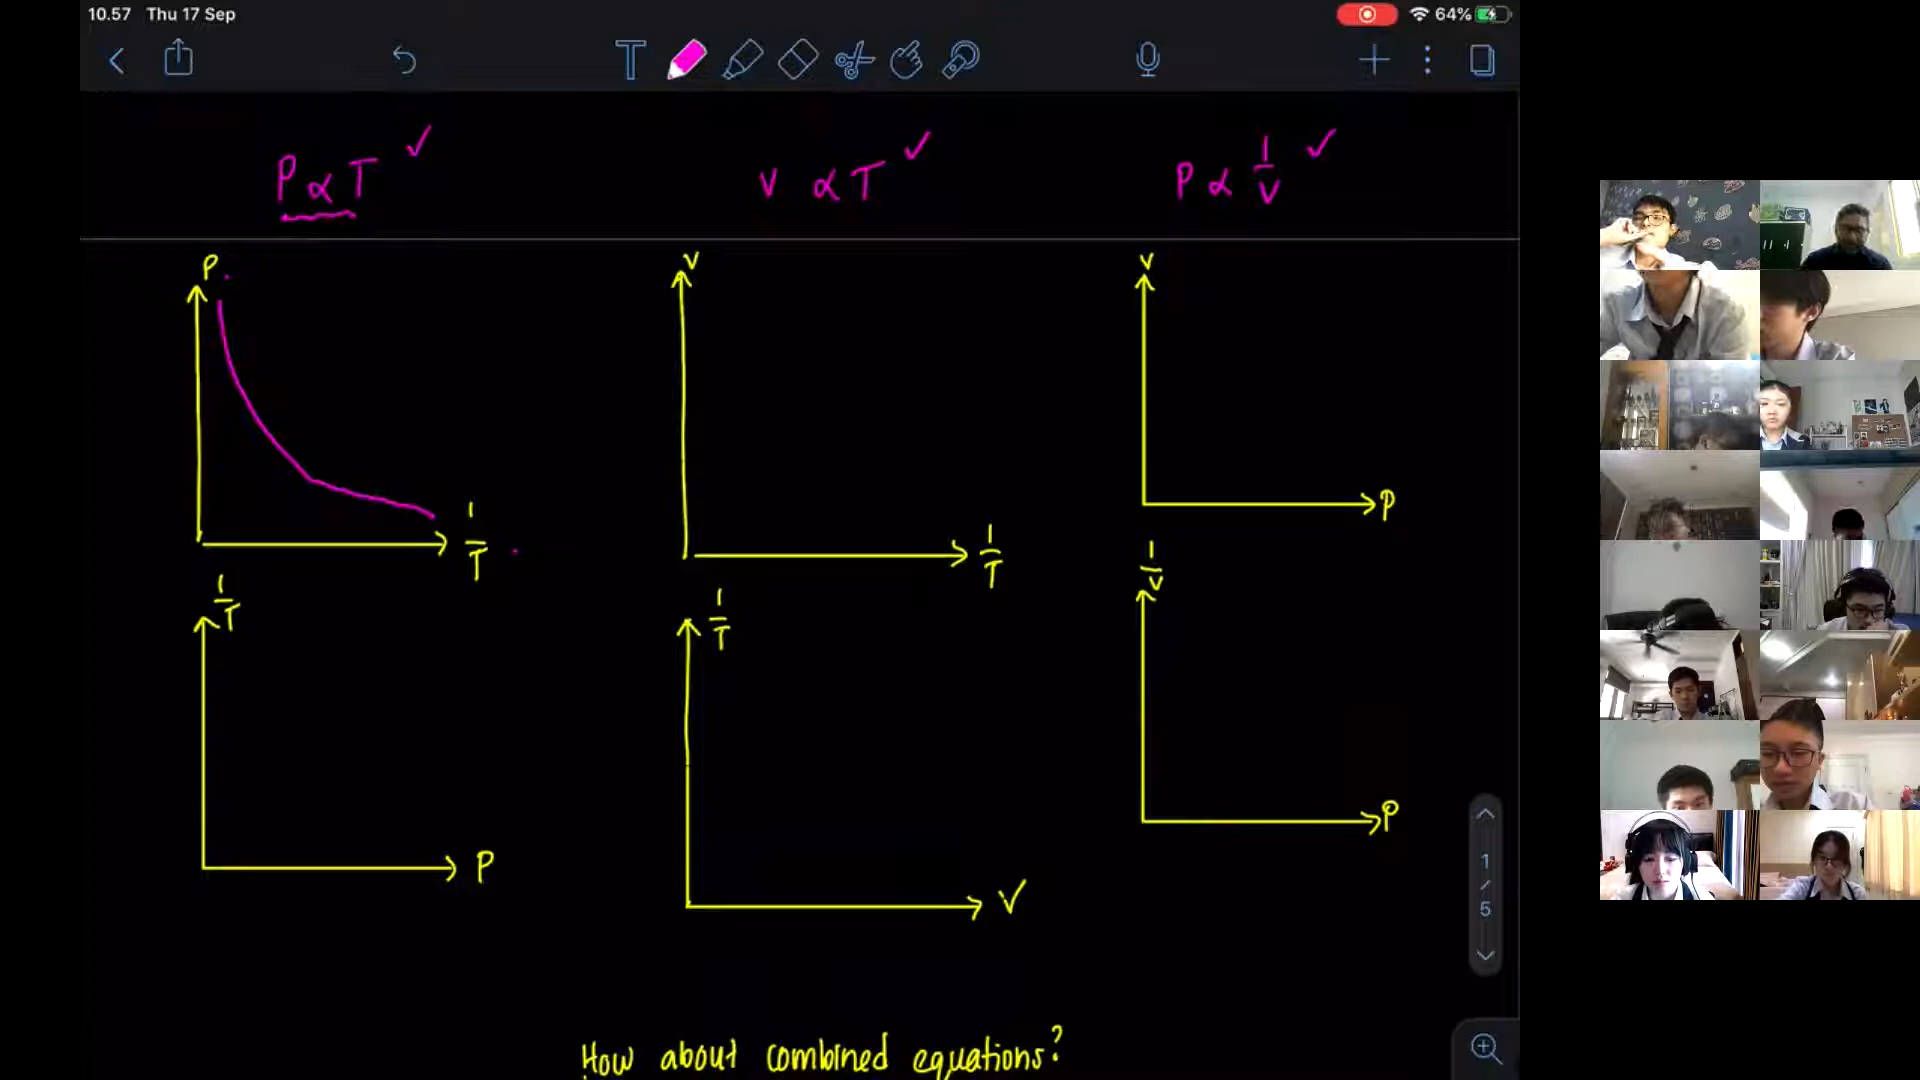 10.57 Thu 17 Sep
64%
T
P ∝ T ✓
V ∝ T ✓
P ∝ 1/V ✓
P
1/T
V
1/T
V
P
1/T
P
1/T
V
1/V
P
1 / 5
How about combined equations?